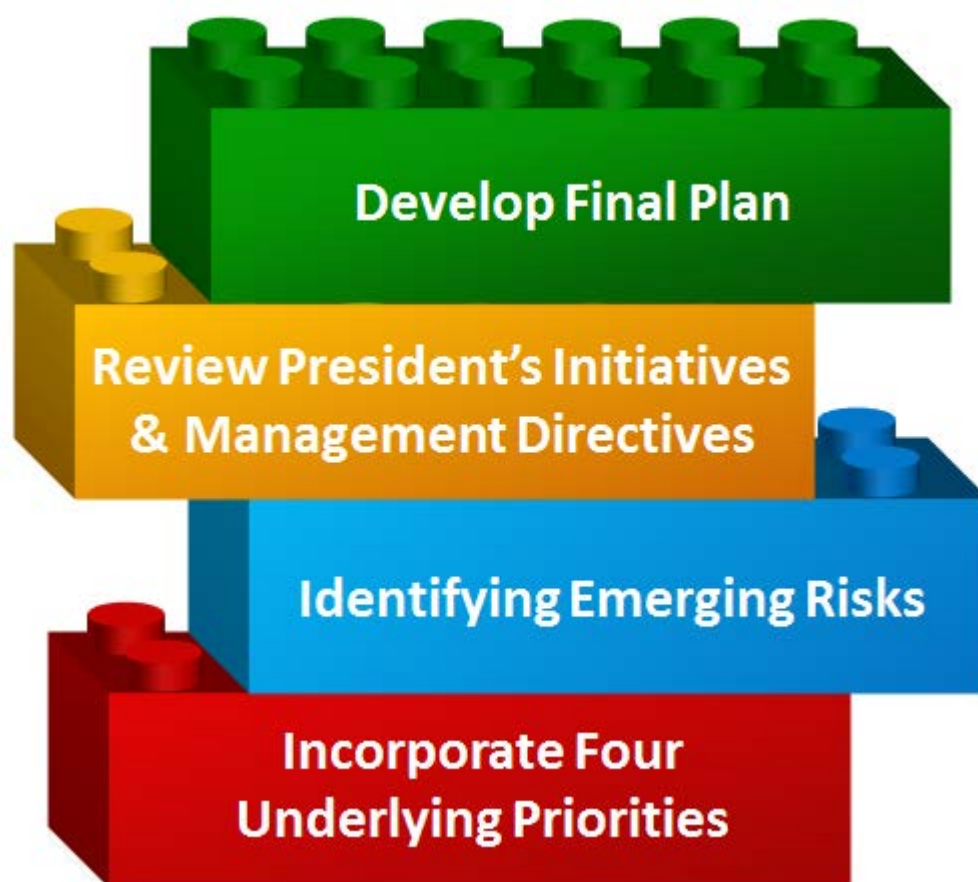 Develop Final Plan
Review President’s Initiatives
& Management Directives
Identifying Emerging Risks
Incorporate Four
Underlying Priorities